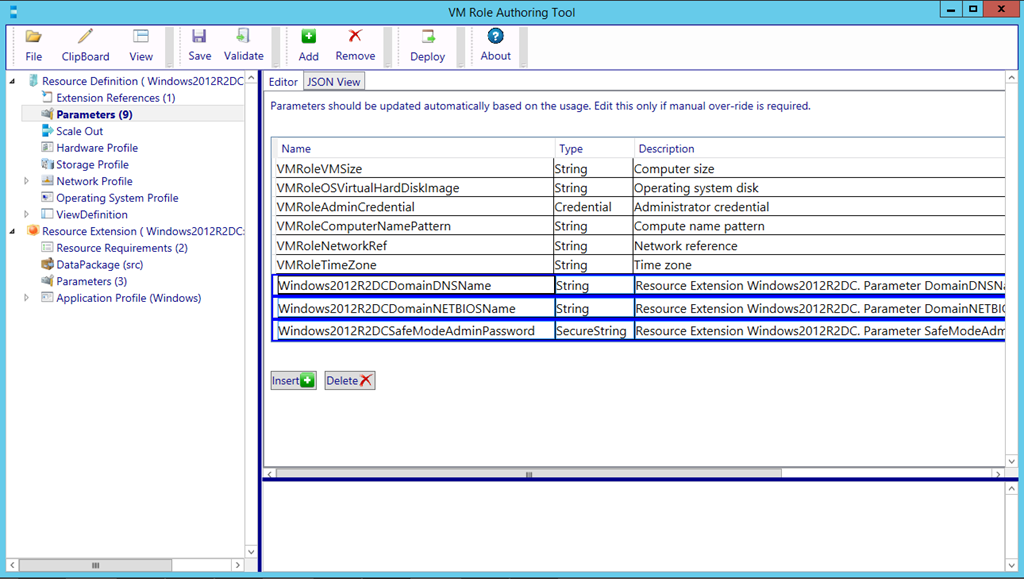 VM Role Authoring Tool
File ClipBoard View Save Validate Add Remove Deploy About
Resource Definition ( Windows2012R2DC
Extension References (1)
Parameters (9)
Scale Out
Hardware Profile
Storage Profile
Network Profile
Operating System Profile
ViewDefinition
Resource Extension ( Windows2012R2DC:
Resource Requirements (2)
DataPackage (src)
Parameters (3)
Application Profile (Windows)
Editor JSON View
Parameters should be updated automatically based on the usage. Edit this only if manual over-ride is required.
Name Type Description
VMRoleVMSize String Computer size
VMRoleOSVirtualHardDiskImage String Operating system disk
VMRoleAdminCredential Credential Administrator credential
VMRoleComputerNamePattern String Compute name pattern
VMRoleNetworkRef String Network reference
VMRoleTimeZone String Time zone
Windows2012R2DCDomainDNSName String Resource Extension Windows2012R2DC. Parameter DomainDNSNa
Windows2012R2DCDomainNETBIOSName String Resource Extension Windows2012R2DC. Parameter DomainNETBIO
Windows2012R2DCSafeModeAdminPassword SecureString Resource Extension Windows2012R2DC. Parameter SafeModeAdm
Insert Delete